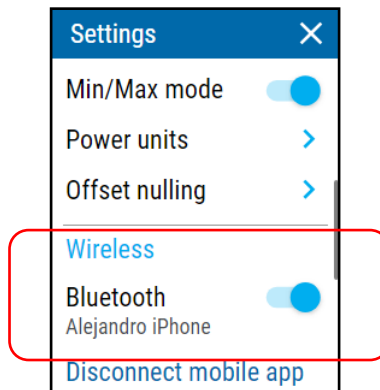 Settings
Min/Max mode
Power units
Offset nulling
Wireless
Bluetooth
Alejandro iPhone
Disconnect mobile app